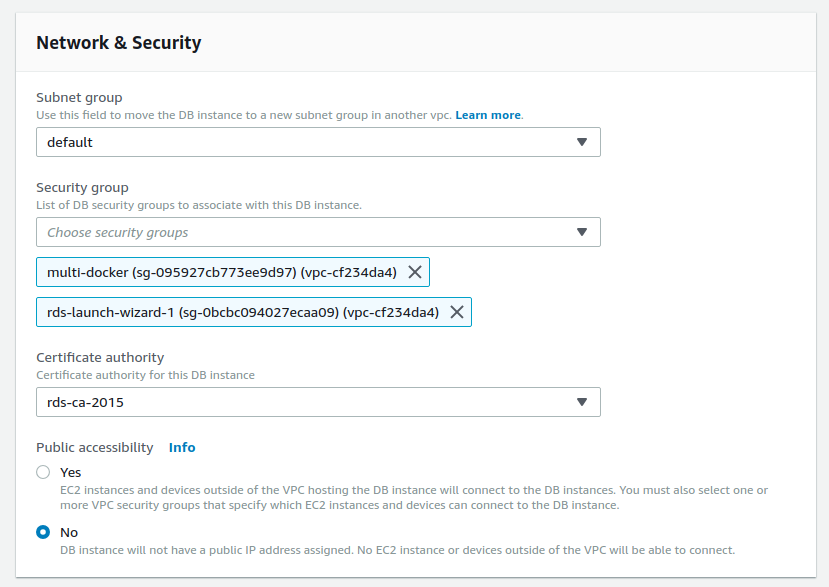 Network & Security
Subnet group
Use this field to move the DB instance to a new subnet group in another vpc. Learn more.
default
Security group
List of DB security groups to associate with this DB instance.
Choose security groups
multi-docker (sg-095927cb773ee9d97) (vpc-cf234da4)
rds-launch-wizard-1 (sg-0bcbc094027ecaa09) (vpc-cf234da4)
Certificate authority
Certificate authority for this DB instance
rds-ca-2015
Public accessibility Info
Yes
EC2 instances and devices outside of the VPC hosting the DB instance will connect to the DB instances. You must also select one or
more VPC security groups that specify which EC2 instances and devices can connect to the DB instance.
No
DB instance will not have a public IP address assigned. No EC2 instance or devices outside of the VPC will be able to connect.